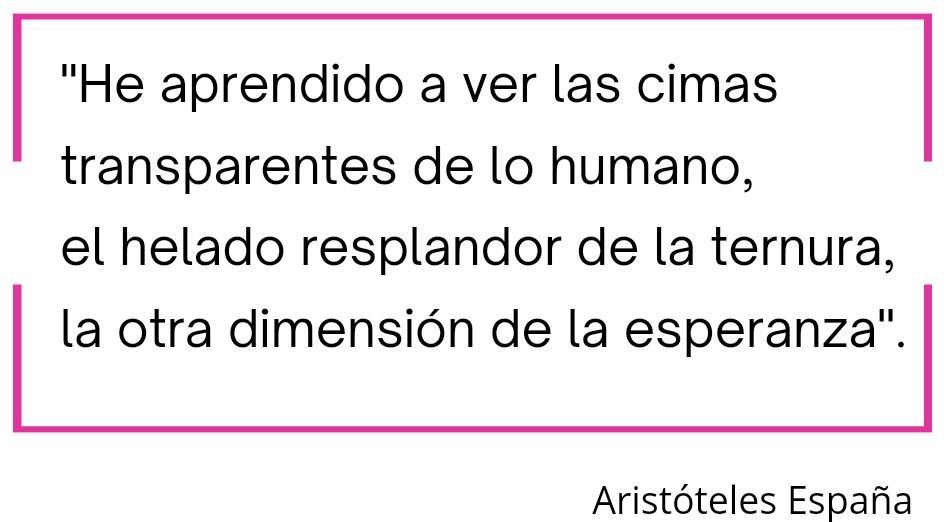 "He aprendido a ver las cimas
transparentes de lo humano,
el helado resplandor de la ternura,
la otra dimensión de la esperanza".
Aristóteles España